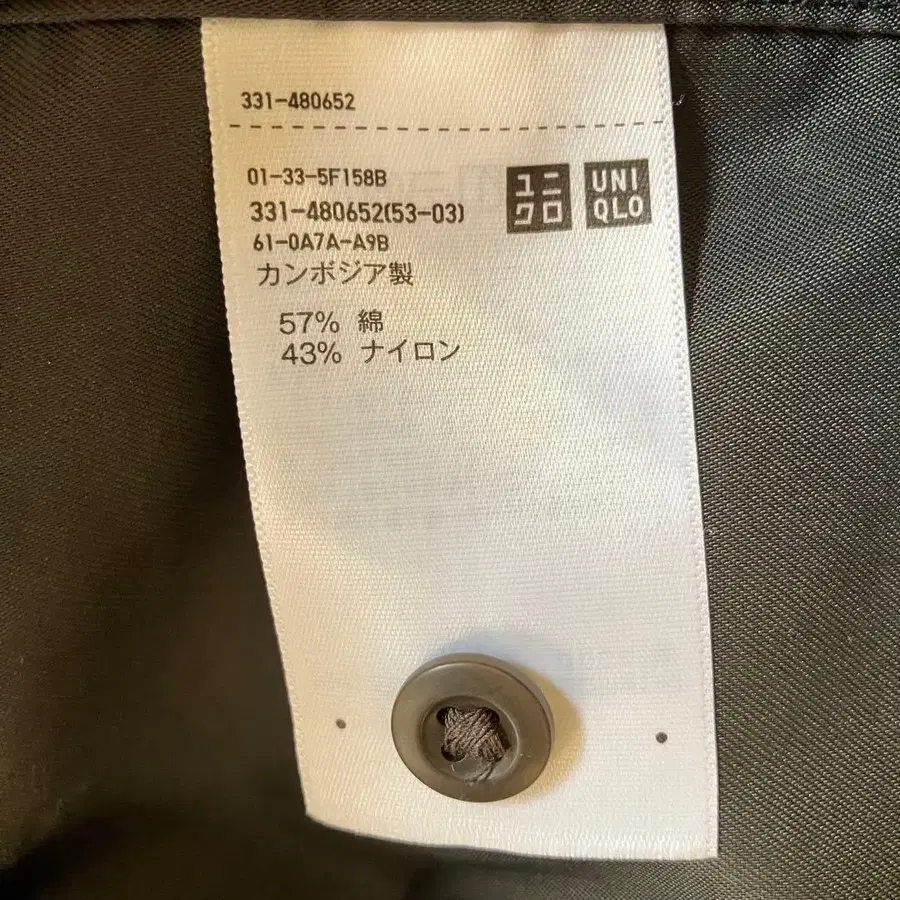 331-480652
01-33-5F158B
331-480652(53-03)
61-0A7A-A9B
カンボジア製
ユニ
クロ
UNI
QLO
57% 綿
43% ナイロン